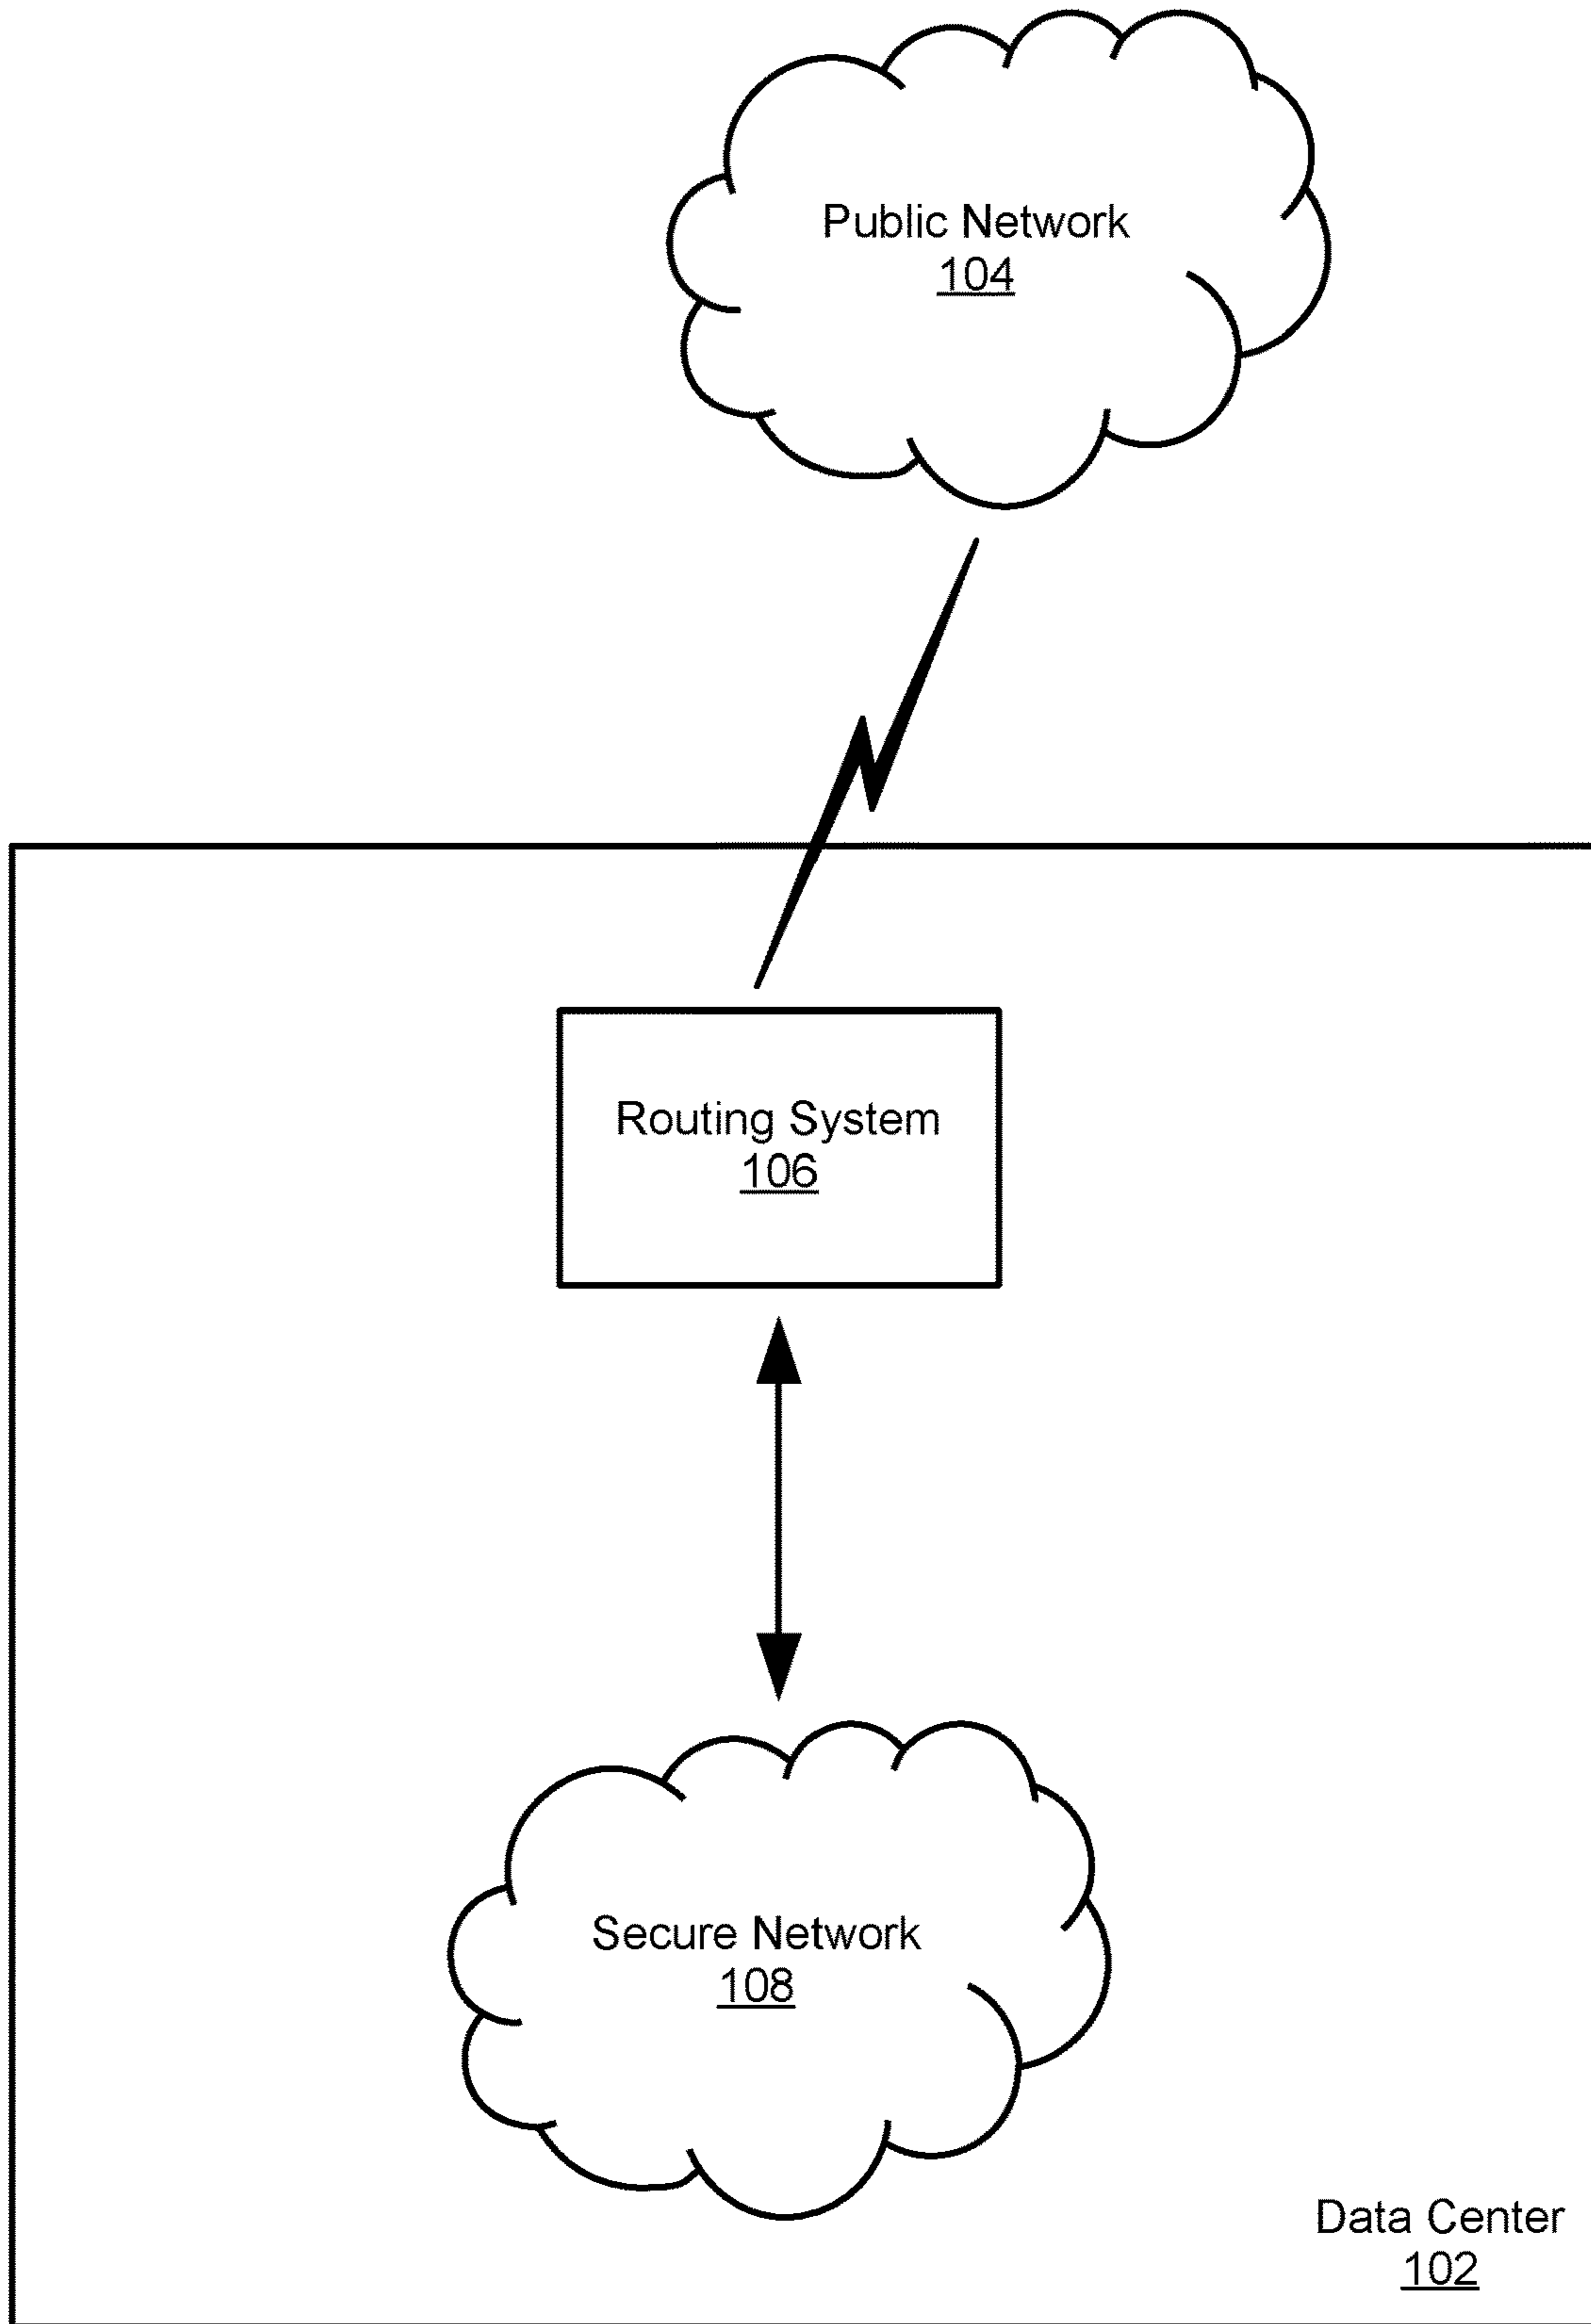 Public Network
104
Routing System
106
Secure Network
108
Data Center
102